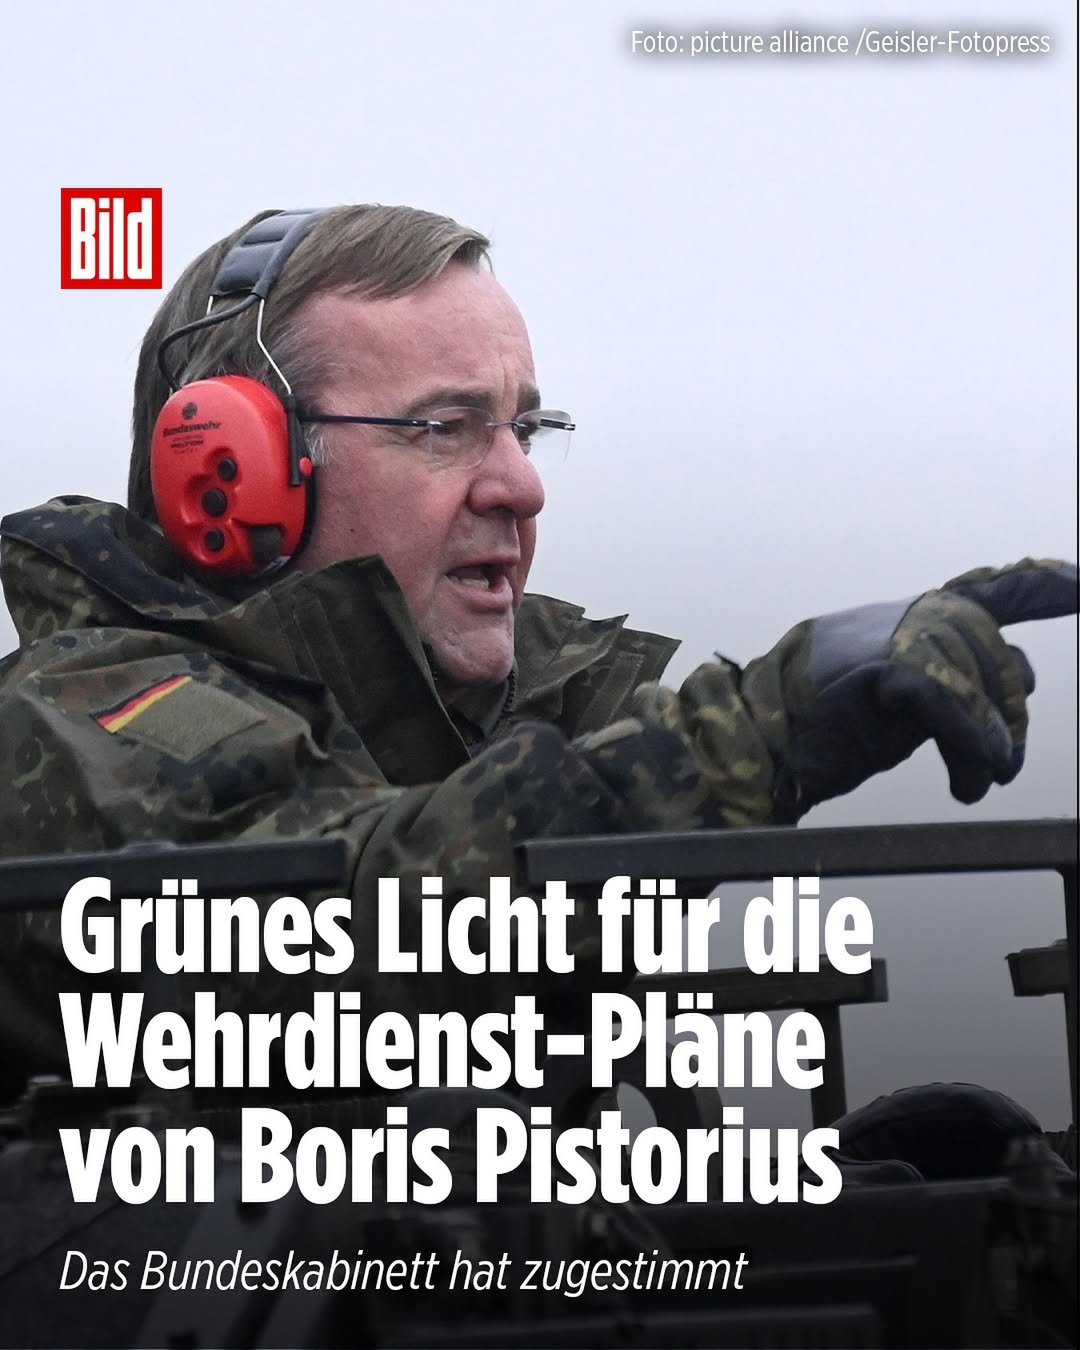 Foto: picture alliance /Geisler-Fotopress
Bild
Bundeswehr
Grünes Licht für die
Wehrdienst-Pläne
von Boris Pistorius
Das Bundeskabinett hat zugestimmt